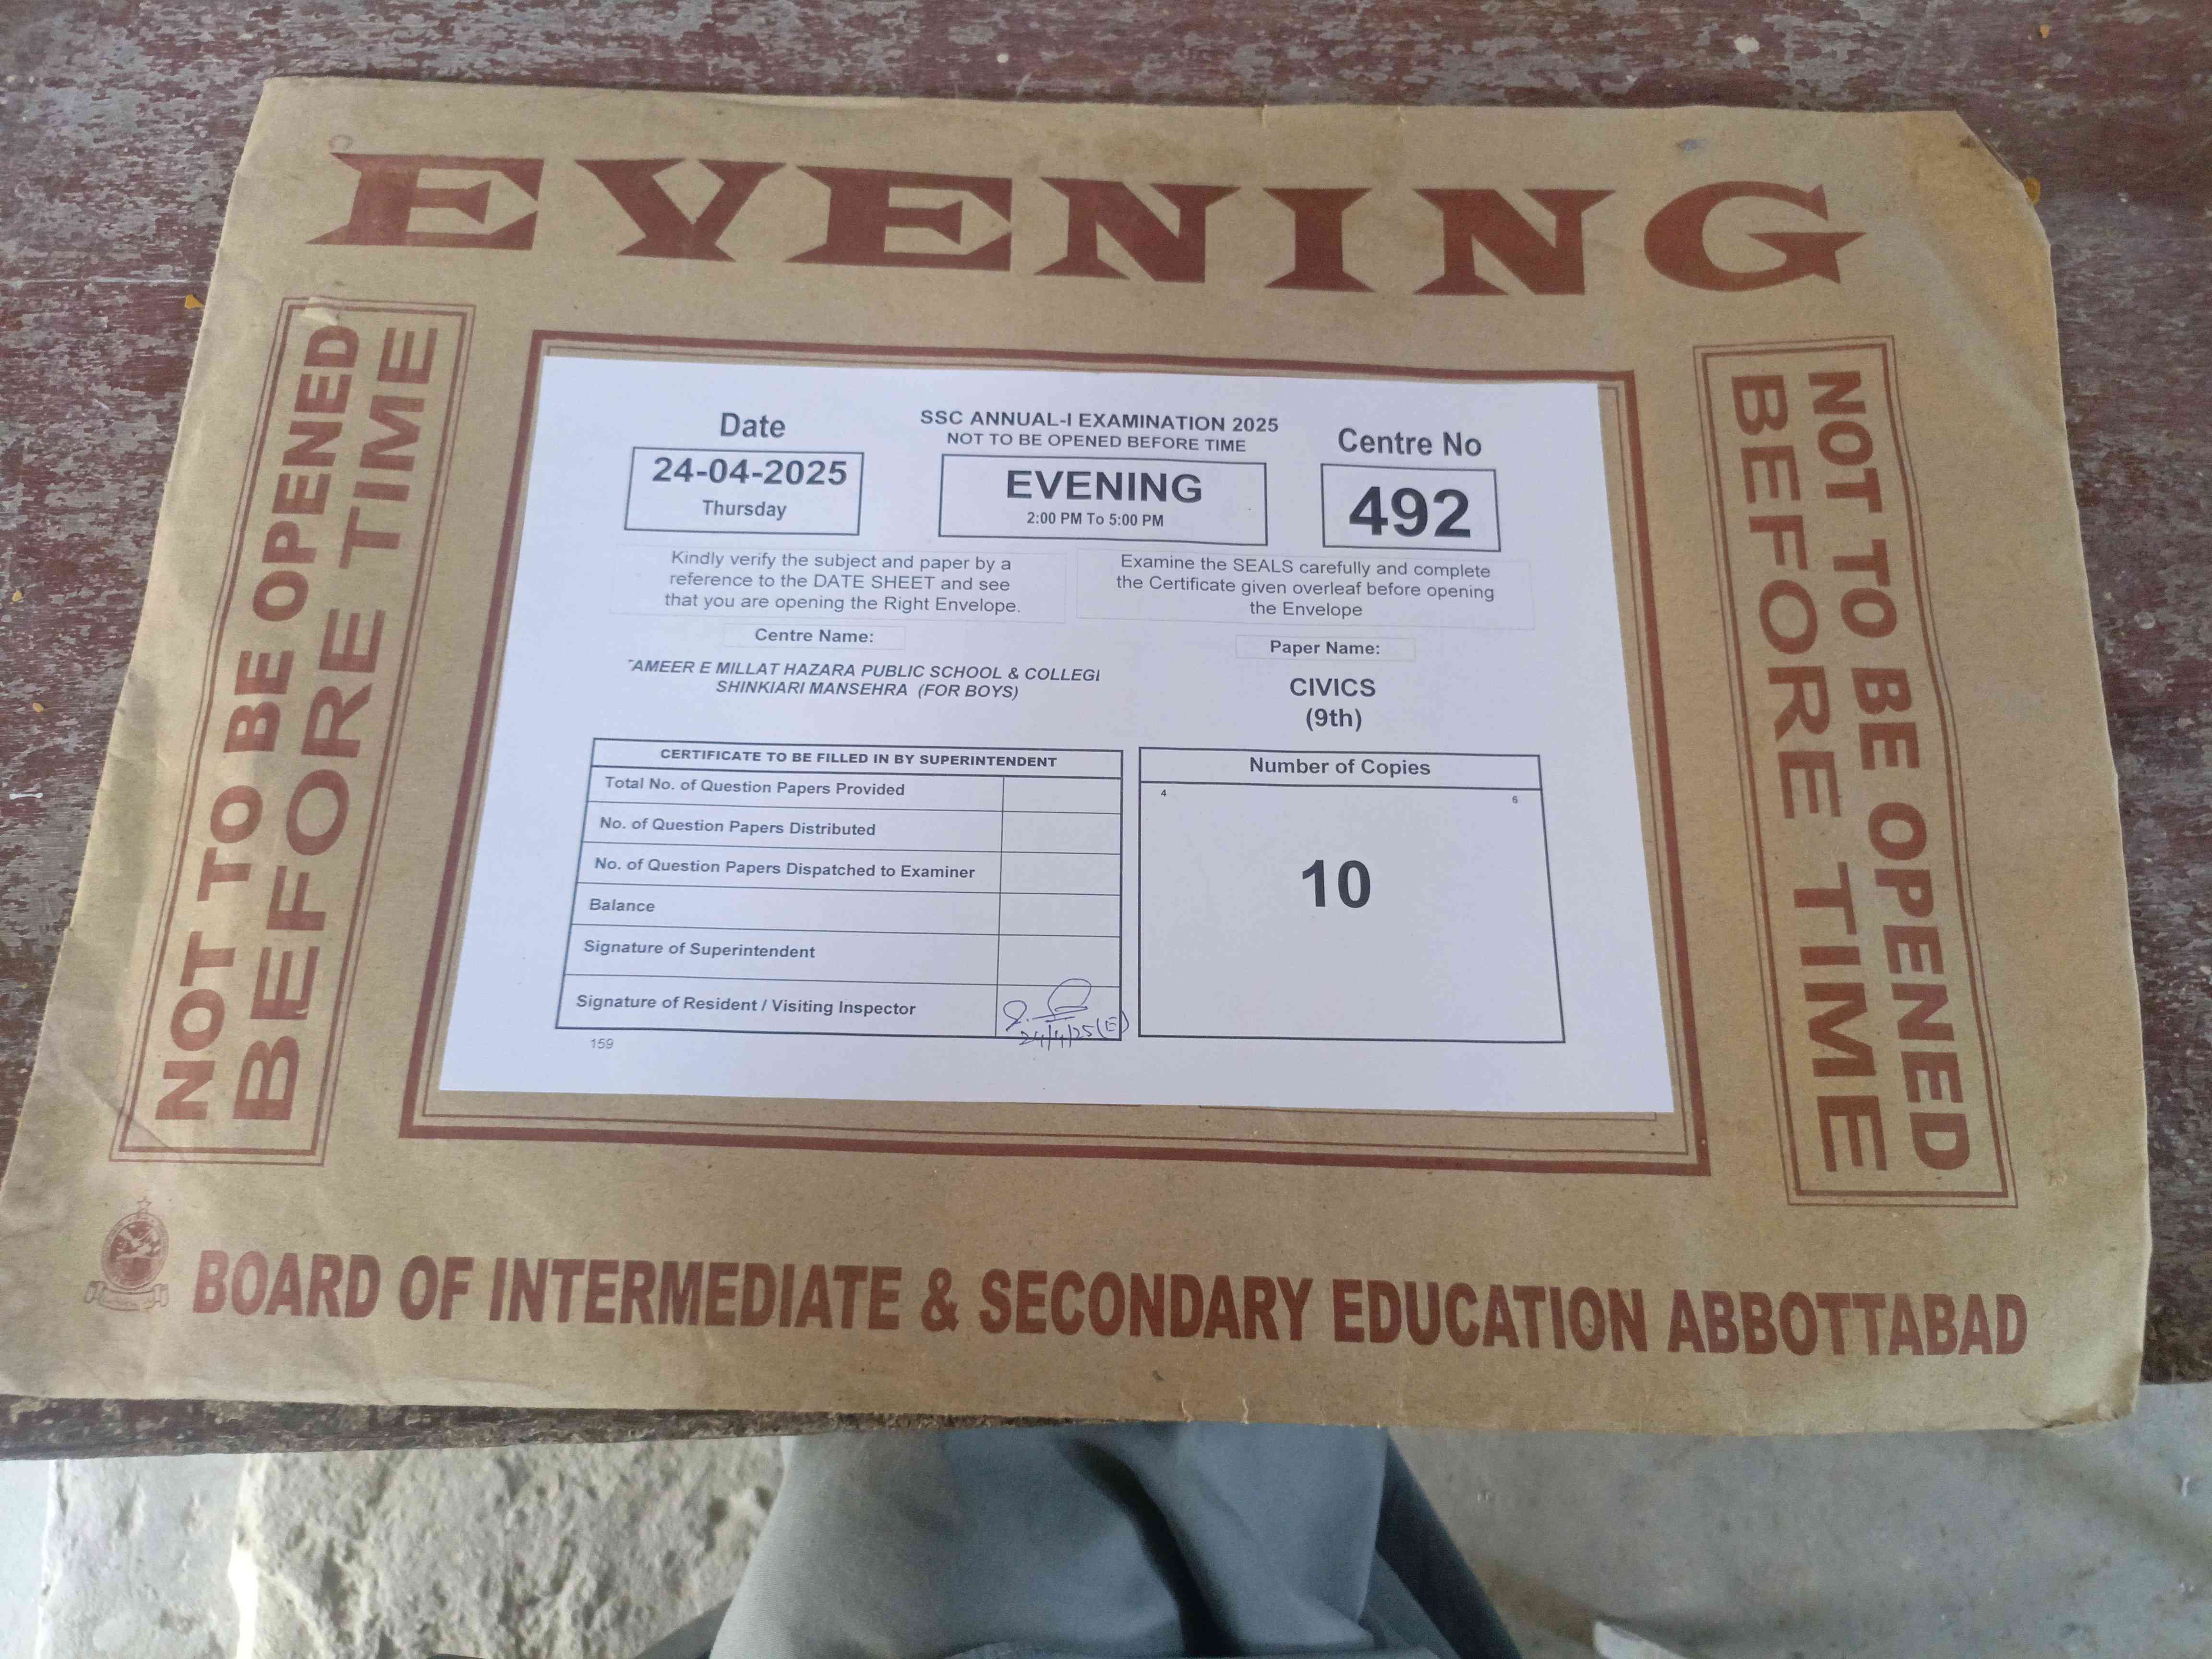 EVENING
NOT TO BE OPENED
BEFORE TIME
Date
24-04-2025
Thursday
SSC ANNUAL-I EXAMINATION 2025
NOT TO BE OPENED BEFORE TIME
EVENING
2:00 PM To 5:00 PM
Centre No
492
Kindly verify the subject and paper by a
reference to the DATE SHEET and see
that you are opening the Right Envelope.
Examine the SEALS carefully and complete
the Certificate given overleaf before opening
the Envelope
Centre Name:
AMEER E MILLAT HAZARA PUBLIC SCHOOL & COLLEG
SHINKIARI MANSEHRA (FOR BOYS)
Paper Name:
CIVICS
(9th)
CERTIFICATE TO BE FILLED IN BY SUPERINTENDENT
Total No. of Question Papers Provided
No. of Question Papers Distributed
No. of Question Papers Dispatched to Examiner
Balance
Signature of Superintendent
Signature of Resident / Visiting Inspector
24/4/25(E)
159
Number of Copies
4 6
10
NOT TO BE OPENED
BEFORE TIME
BOARD OF INTERMEDIATE & SECONDARY EDUCATION ABBOTTABAD